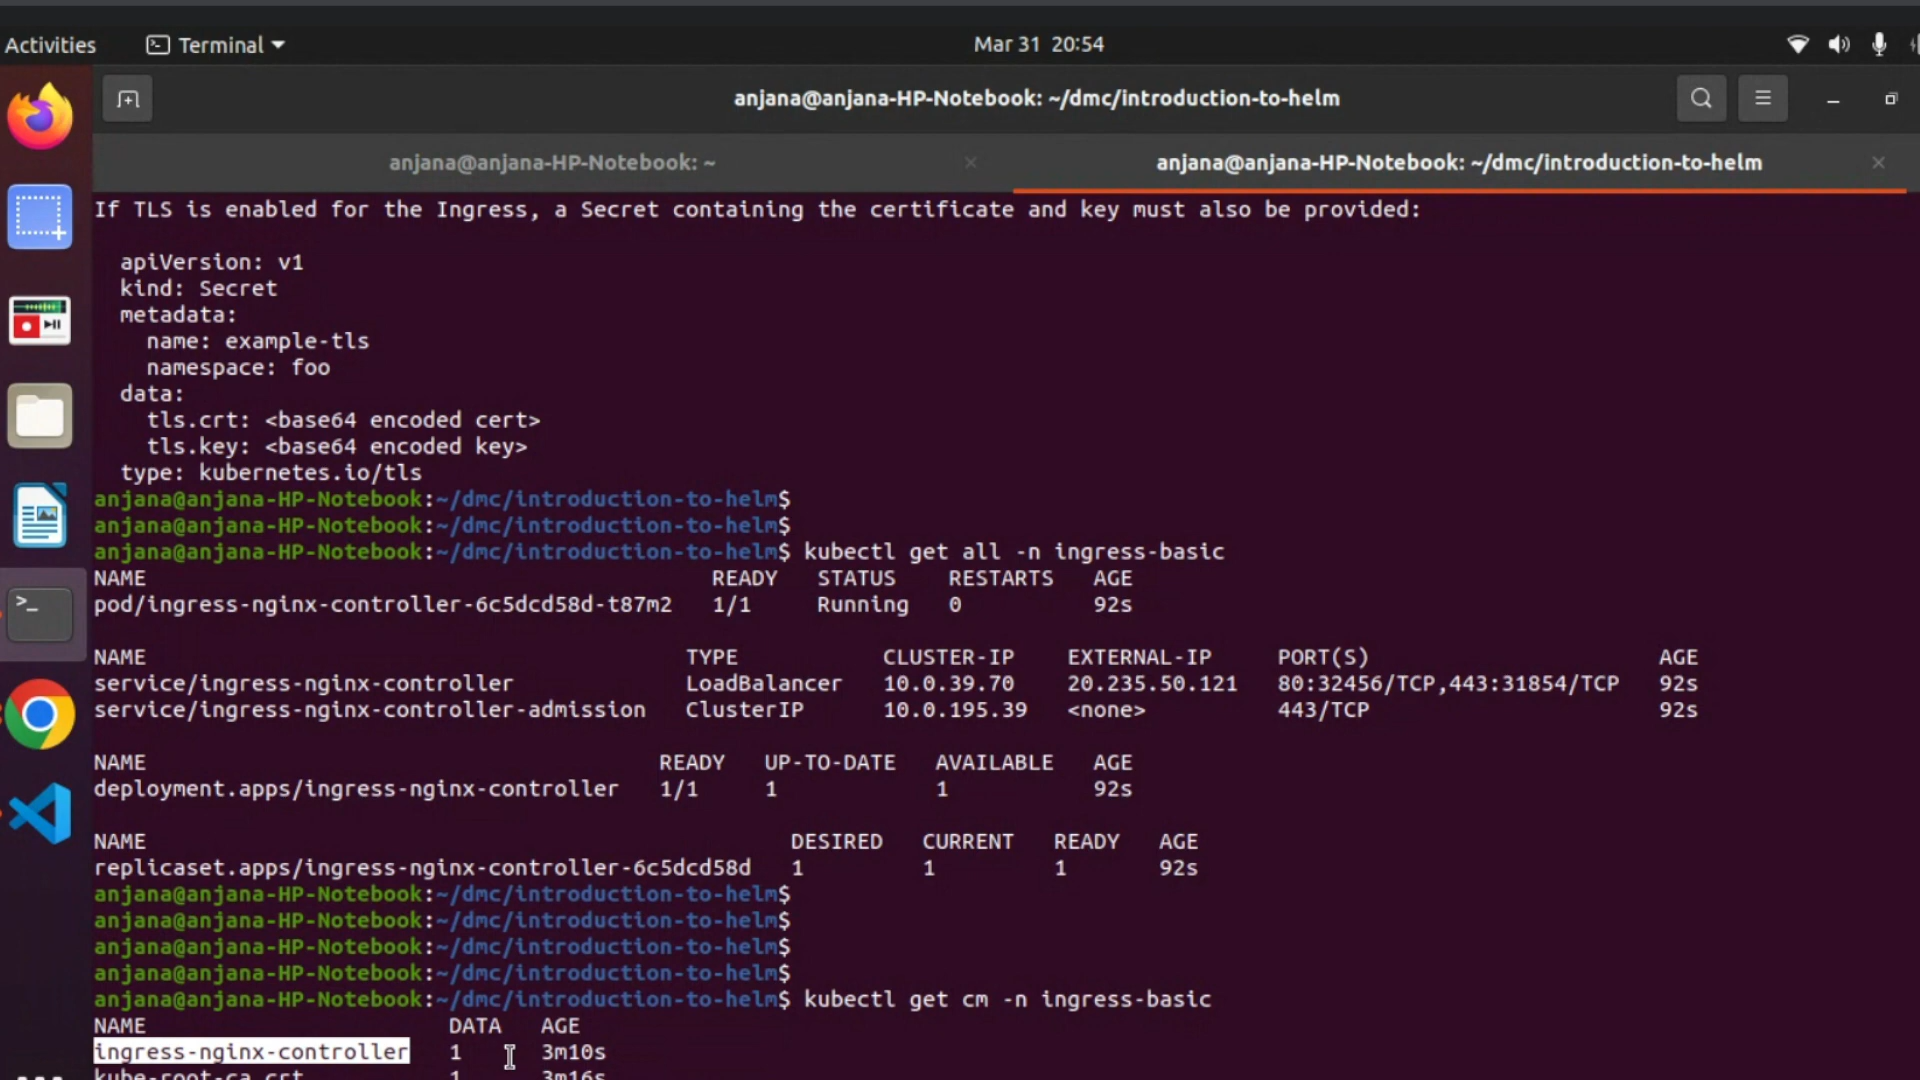 Activities Terminal Mar 31 20:54
anjana@anjana-HP-Notebook: ~/dmc/introduction-to-helm
anjana@anjana-HP-Notebook: ~ anjana@anjana-HP-Notebook: ~/dmc/introduction-to-helm
If TLS is enabled for the Ingress, a Secret containing the certificate and key must also be provided:
apiVersion: v1
kind: Secret
metadata:
name: example-tls
namespace: foo
data:
tls.crt: <base64 encoded cert>
tls.key: <base64 encoded key>
type: kubernetes.io/tls
anjana@anjana-HP-Notebook:~/dmc/introduction-to-helm$
anjana@anjana-HP-Notebook:~/dmc/introduction-to-helm$
anjana@anjana-HP-Notebook:~/dmc/introduction-to-helm$ kubectl get all -n ingress-basic
NAME READY STATUS RESTARTS AGE
pod/ingress-nginx-controller-6c5dcd58d-t87m2 1/1 Running 0 92s
NAME TYPE CLUSTER-IP EXTERNAL-IP PORT(S) AGE
service/ingress-nginx-controller LoadBalancer 10.0.39.70 20.235.50.121 80:32456/TCP,443:31854/TCP 92s
service/ingress-nginx-controller-admission ClusterIP 10.0.195.39 <none> 443/TCP 92s
NAME READY UP-TO-DATE AVAILABLE AGE
deployment.apps/ingress-nginx-controller 1/1 1 1 92s
NAME DESIRED CURRENT READY AGE
replicaset.apps/ingress-nginx-controller-6c5dcd58d 1 1 1 92s
anjana@anjana-HP-Notebook:~/dmc/introduction-to-helm$
anjana@anjana-HP-Notebook:~/dmc/introduction-to-helm$
anjana@anjana-HP-Notebook:~/dmc/introduction-to-helm$
anjana@anjana-HP-Notebook:~/dmc/introduction-to-helm$
anjana@anjana-HP-Notebook:~/dmc/introduction-to-helm$ kubectl get cm -n ingress-basic
NAME DATA AGE
ingress-nginx-controller 1 3m10s
kube-root-ca.crt 1 3m16s